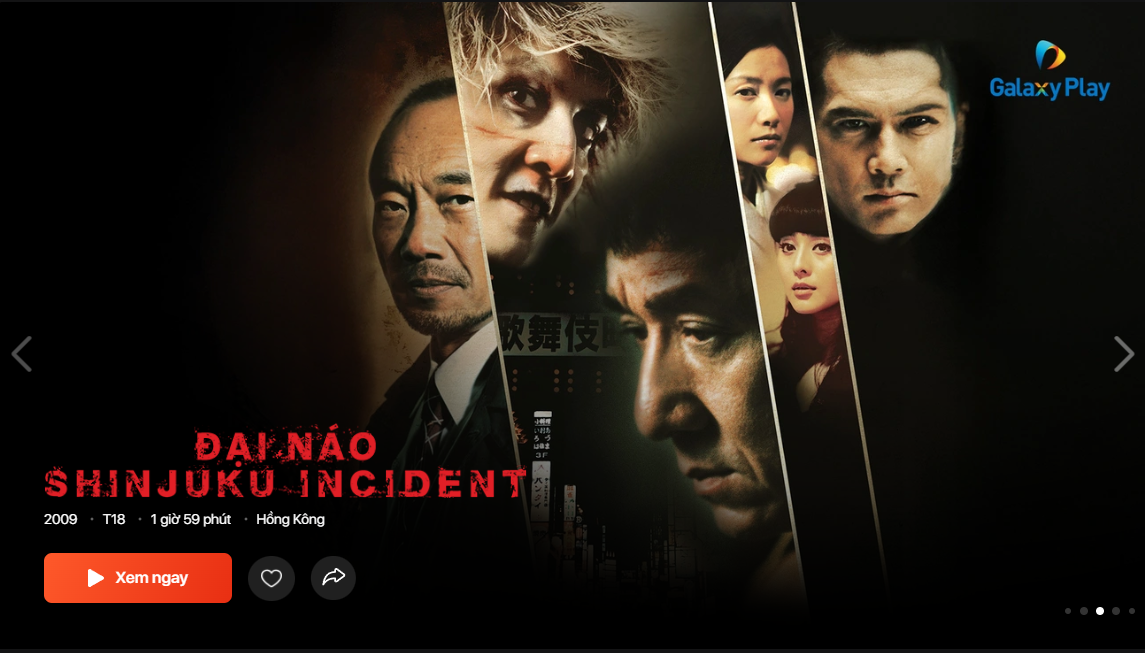 Galaxy Play
歌舞伎
3F
ĐẠI NÁO
SHINJUKU INCIDENT
2009 • T18 • 1 giờ 59 phút • Hồng Kông
Xem ngay